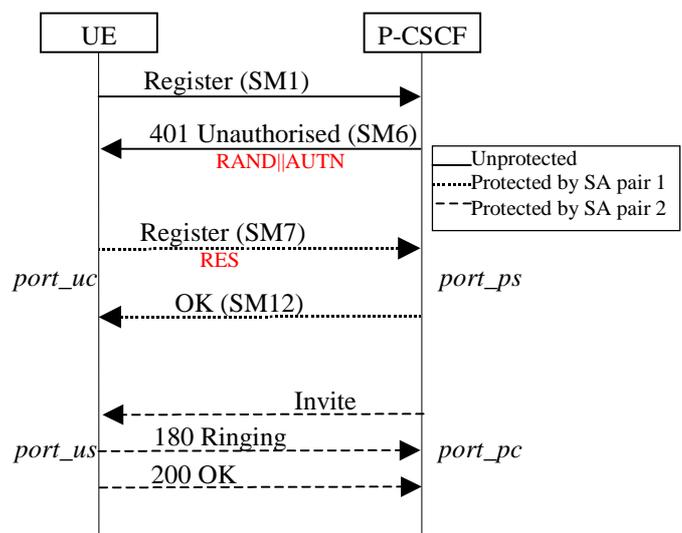 UE
P-CSCF
Register (SM1)
401 Unauthorised (SM6)
RAND||AUTN
Unprotected
Protected by SA pair 1
Protected by SA pair 2
Register (SM7)
RES
port_uc
port_ps
OK (SM12)
Invite
180 Ringing
port_us
port_pc
200 OK